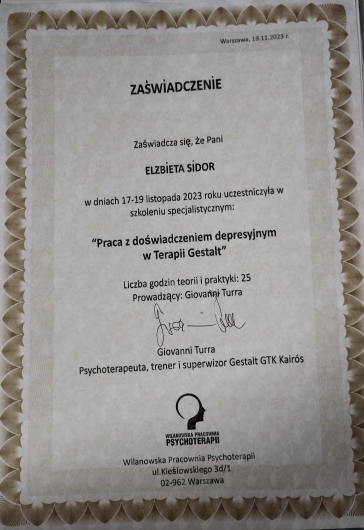 Warszawa, 19.11.2023 r.
ZAŚWIADCZENIE
Zaświadcza się, że Pani
ELZBIETA SIDOR
w dniach 17-19 listopada 2023 roku uczestniczyła w
szkoleniu specjalistycznym:
“Praca z doświadczeniem depresyjnym
w Terapii Gestalt”
Liczba godzin teorii i praktyki: 25
Prowadzący: Giovanni Turra
Giovanni Turra
Psychoterapeuta, trener i superwizor Gestalt GTK Kairós
WILANOWSKA PRACOWNIA
PSYCHOTERAPII
Wilanowska Pracownia Psychoterapii
ul.Kieślowskiego 3d/1
02-962 Warszawa